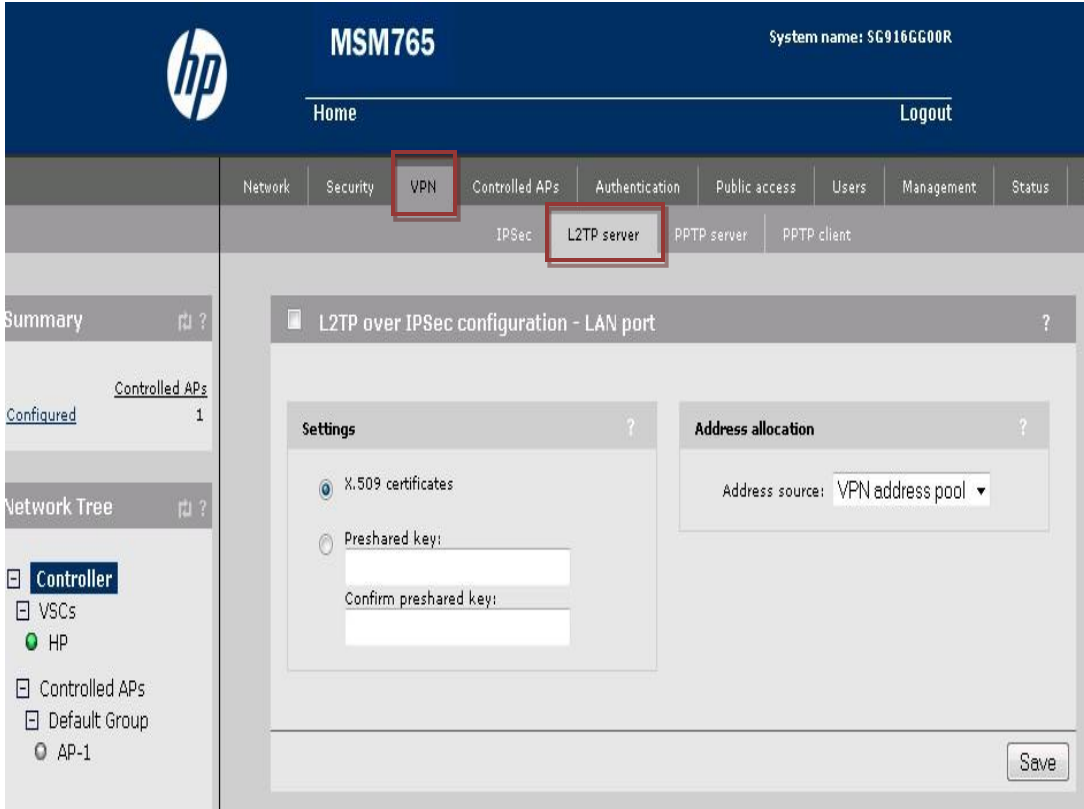 hp
MSM765
System name: SG916GG00R
Home
Logout
Network Security VPN Controlled APs Authentication Public access Users Management Status
IPSec L2TP server PPTP server PPTP client
Summary ?
L2TP over IPSec configuration - LAN port ?
Controlled APs
Configured 1
Settings ?
Address allocation ?
X.509 certificates
Address source: VPN address pool
Preshared key:
Confirm preshared key:
Network Tree ?
Controller
VSCs
HP
Controlled APs
Default Group
AP-1
Save